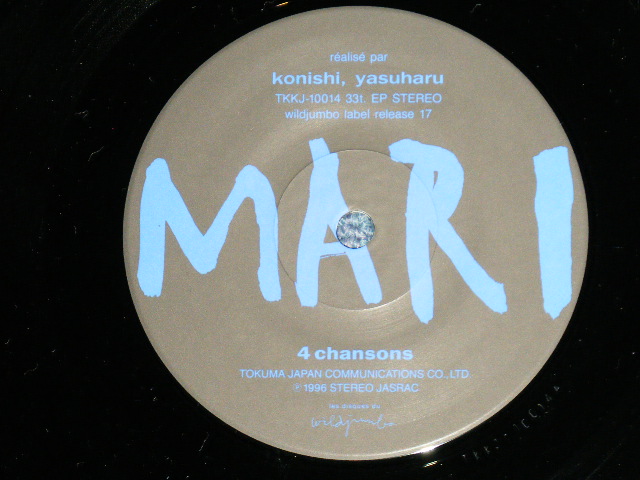 réalisé par
konishi, yasuharu
TKKJ-10014 33t. EP STEREO
wildjumbo label release 17
MARI
4 chansons
TOKUMA JAPAN COMMUNICATIONS CO., LTD.
℗ 1996 STEREO JASRAC
les disques du
wildjumbo